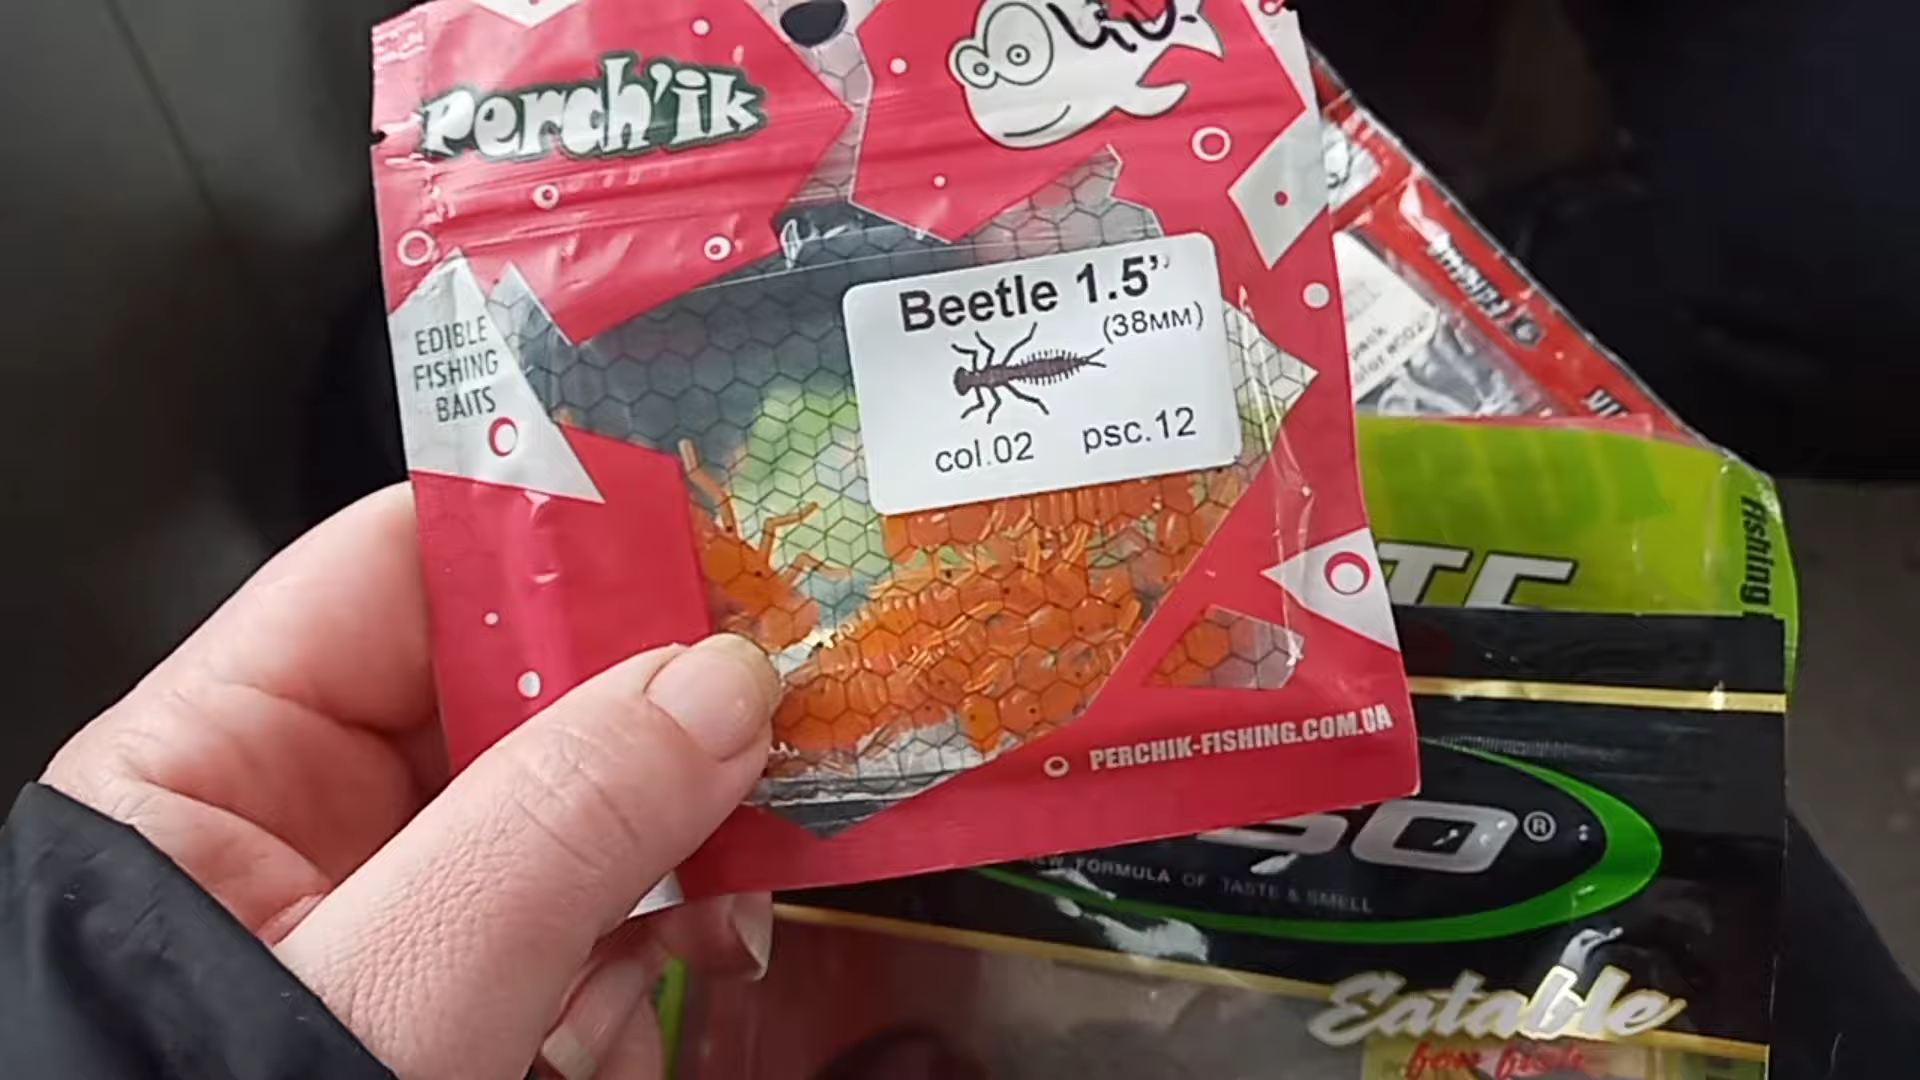 Perch'ik
EDIBLE
FISHING
BAITS
Beetle 1.5”
(38мм)
col.02 psc.12
PERCHIK-FISHING.COM.UA
fishing
FORMULA OF TASTE & SMELL
®
Eatable